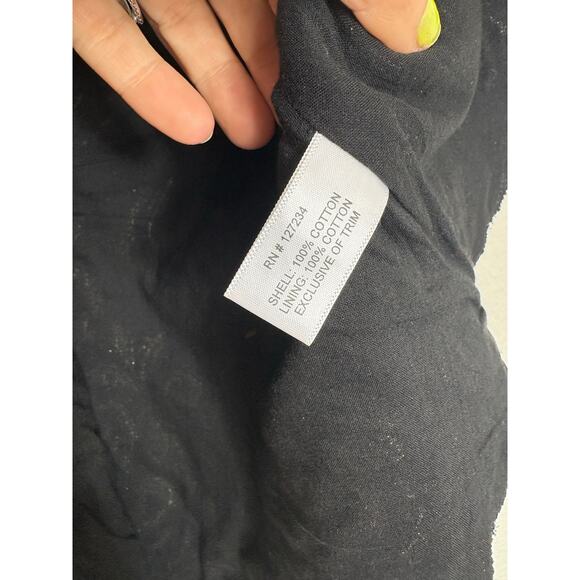 RN # 127234
SHELL: 100% COTTON
LINING: 100% COTTON
EXCLUSIVE OF TRIM